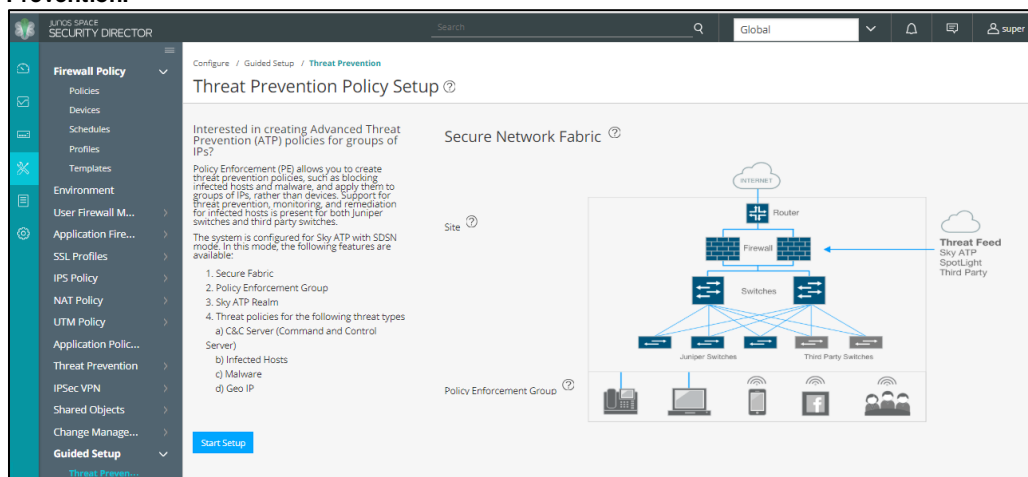 Prevention.
JUNOS SPACE
SECURITY DIRECTOR
Search
Global
super
Firewall Policy
Policies
Devices
Schedules
Profiles
Templates
Environment
User Firewall M...
Application Fire...
SSL Profiles
IPS Policy
NAT Policy
UTM Policy
Application Polic...
Threat Prevention
IPSec VPN
Shared Objects
Change Manage...
Guided Setup
Threat Preven...
Configure / Guided Setup / Threat Prevention
Threat Prevention Policy Setup ?
Interested in creating Advanced Threat
Prevention (ATP) policies for groups of
IPs?
Policy Enforcement (PE) allows you to create
threat prevention policies, such as blocking
infected hosts and malware, and apply them to
groups of IPs, rather than devices. Support for
threat prevention, monitoring, and remediation
for infected hosts is present for both Juniper
switches and third party switches.
The system is configured for Sky ATP with SDSN
mode. In this mode, the following features are
available:
1. Secure Fabric
2. Policy Enforcement Group
3. Sky ATP Realm
4. Threat policies for the following threat types
a) C&C Server (Command and Control
Server)
b) Infected Hosts
c) Malware
d) Geo IP
Start Setup
Secure Network Fabric ?
Site ?
Policy Enforcement Group ?
INTERNET
Router
Firewall
Switches
Juniper Switches
Third Party Switches
Threat Feed
Sky ATP
SpotLight
Third Party